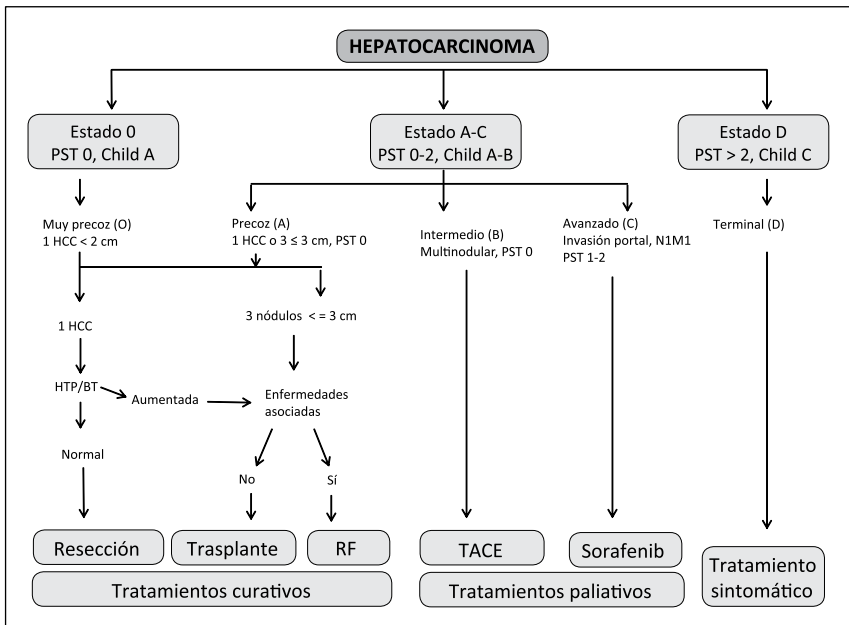 HEPATOCARCINOMA
Estado 0
PST 0, Child A
Estado A-C
PST 0-2, Child A-B
Estado D
PST > 2, Child C
Muy precoz (O)
1 HCC < 2 cm
Precoz (A)
1 HCC o 3 ≤ 3 cm, PST 0
Intermedio (B)
Multinodular, PST 0
Avanzado (C)
Invasión portal, N1M1
PST 1-2
Terminal (D)
1 HCC
3 nódulos < = 3 cm
HTP/BT
Aumentada
Enfermedades
asociadas
Normal
No
Sí
Resección
Trasplante
RF
TACE
Sorafenib
Tratamiento
sintomático
Tratamientos curativos
Tratamientos paliativos